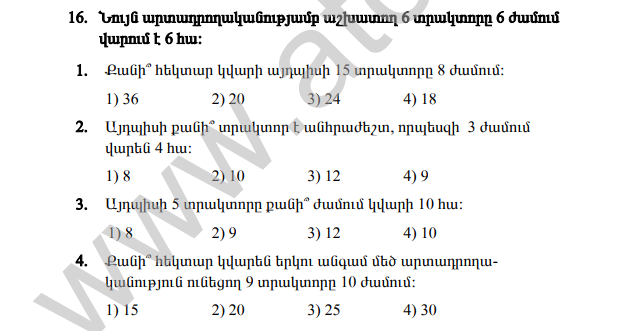 16. Նույն արտադրողականությամբ աշխատող 6 տրակտորը 6 ժամում
վարում է 6 հա:
1. Քանի՞ հեկտար կվարի այդպիսի 15 տրակտորը 8 ժամում:
1) 36 2) 20 3) 24 4) 18
2. Այդպիսի քանի՞ տրակտոր է անհրաժեշտ, որպեսզի 3 ժամում
վարեն 4 հա:
1) 8 2) 10 3) 12 4) 9
3. Այդպիսի 5 տրակտորը քանի՞ ժամում կվարի 10 հա:
1) 8 2) 9 3) 12 4) 10
4. Քանի՞ հեկտար կվարեն երկու անգամ մեծ արտադրողա-
կանություն ունեցող 9 տրակտորը 10 ժամում:
1) 15 2) 20 3) 25 4) 30
www.atc